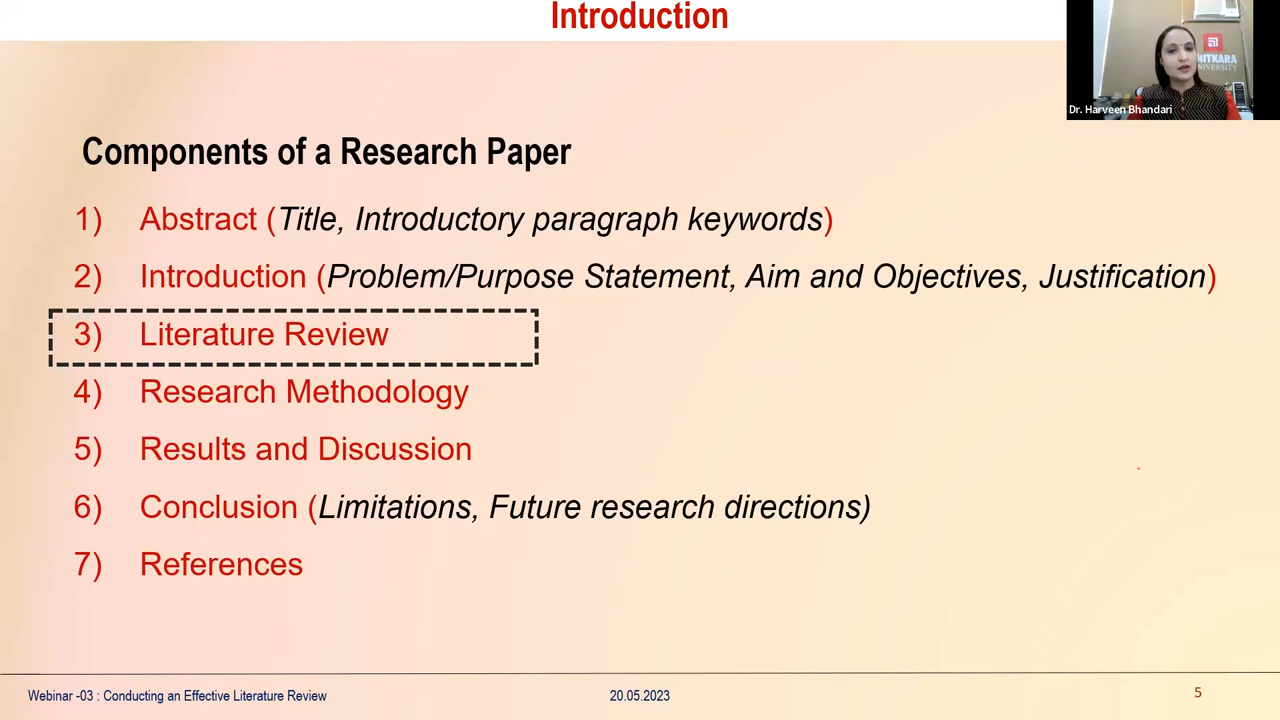 Introduction
HITKARA
UNIVERSITY
Dr. Harveen Bhandari
Components of a Research Paper
1) Abstract (Title, Introductory paragraph keywords)
2) Introduction (Problem/Purpose Statement, Aim and Objectives, Justification)
3) Literature Review
4) Research Methodology
5) Results and Discussion
6) Conclusion (Limitations, Future research directions)
7) References
Webinar -03 : Conducting an Effective Literature Review
20.05.2023
5